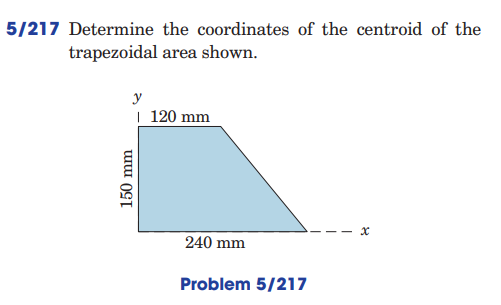 5/217 Determine the coordinates of the centroid of the
trapezoidal area shown.
y
120 mm
150 mm
x
240 mm
Problem 5/217